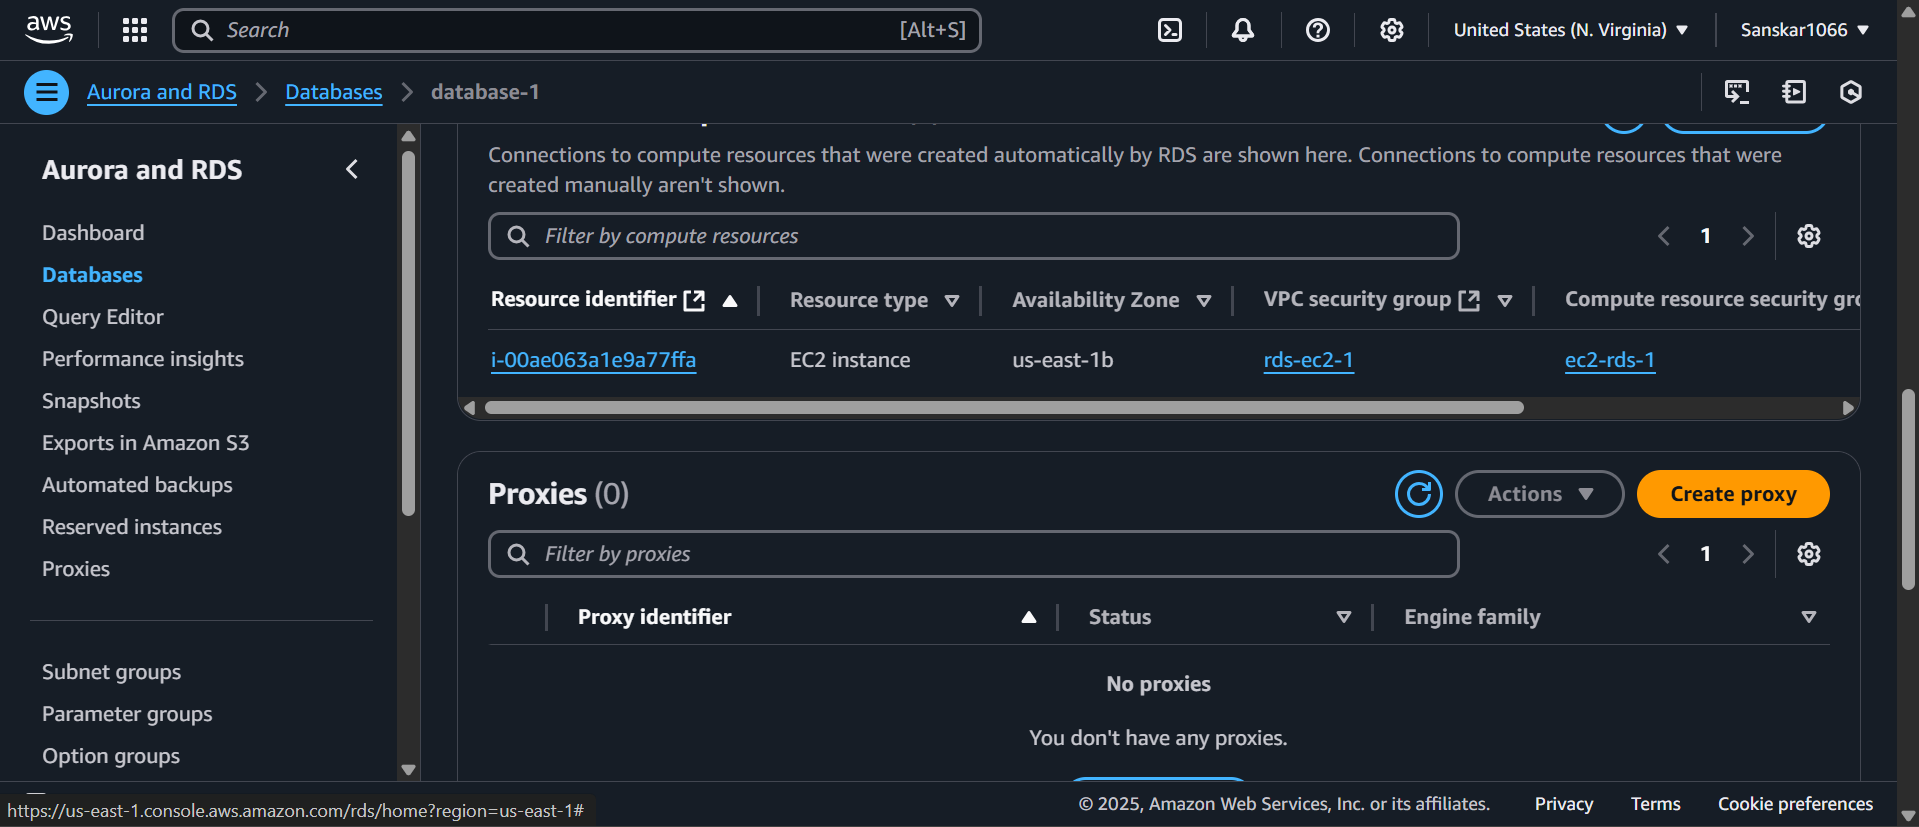 aws
Search [Alt+S]
United States (N. Virginia)
Sanskar1066
Aurora and RDS
Databases
database-1
Aurora and RDS
Dashboard
Databases
Query Editor
Performance insights
Snapshots
Exports in Amazon S3
Automated backups
Reserved instances
Proxies
Subnet groups
Parameter groups
Option groups
Connections to compute resources that were created automatically by RDS are shown here. Connections to compute resources that were
created manually aren't shown.
Filter by compute resources
1
Resource identifier Resource type Availability Zone VPC security group Compute resource security gro
i-00ae063a1e9a77ffa EC2 instance us-east-1b rds-ec2-1 ec2-rds-1
Proxies (0)
Actions
Create proxy
Filter by proxies
1
Proxy identifier Status Engine family
No proxies
You don't have any proxies.
https://us-east-1.console.aws.amazon.com/rds/home?region=us-east-1#
© 2025, Amazon Web Services, Inc. or its affiliates. Privacy Terms Cookie preferences